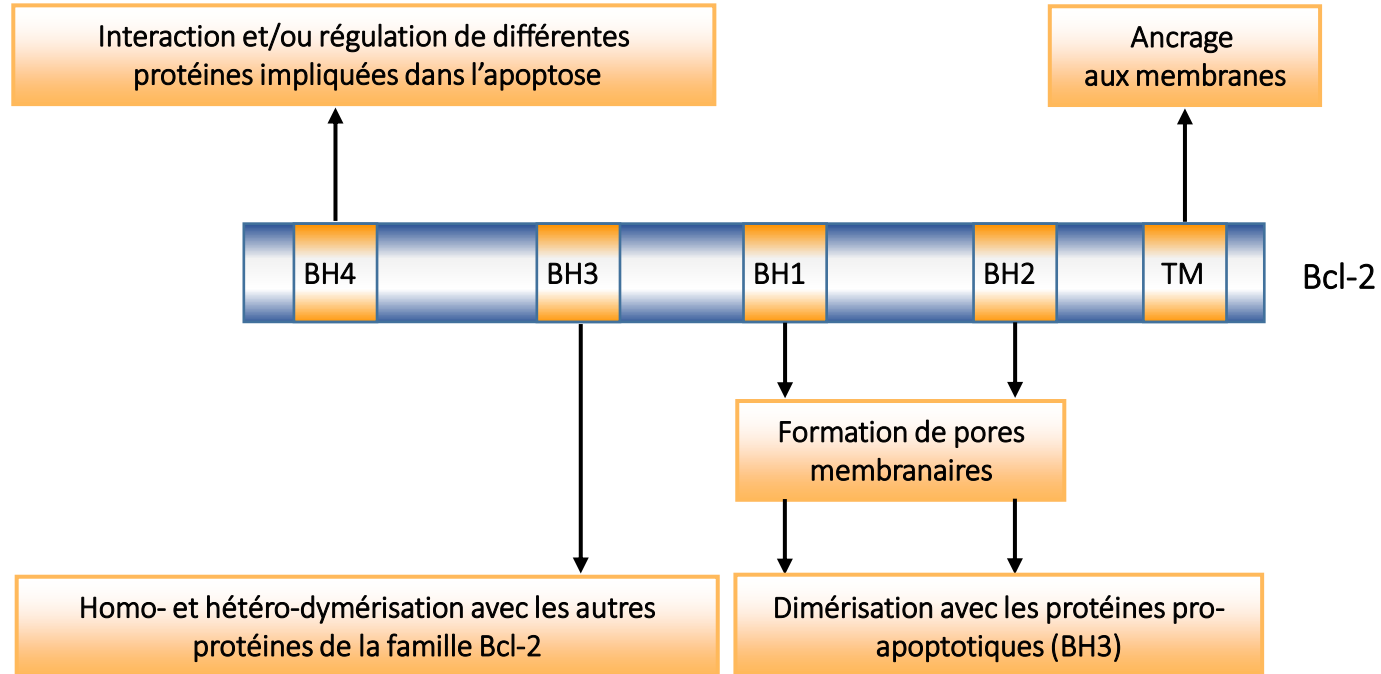 Interaction et/ou régulation de différentes
protéines impliquées dans l'apoptose
Ancrage
aux membranes
BH4
BH3
BH1
BH2
TM
Bcl-2
Formation de pores
membranaires
Homo- et hétéro-dymérisation avec les autres
protéines de la famille Bcl-2
Dimérisation avec les protéines pro-
apoptotiques (BH3)